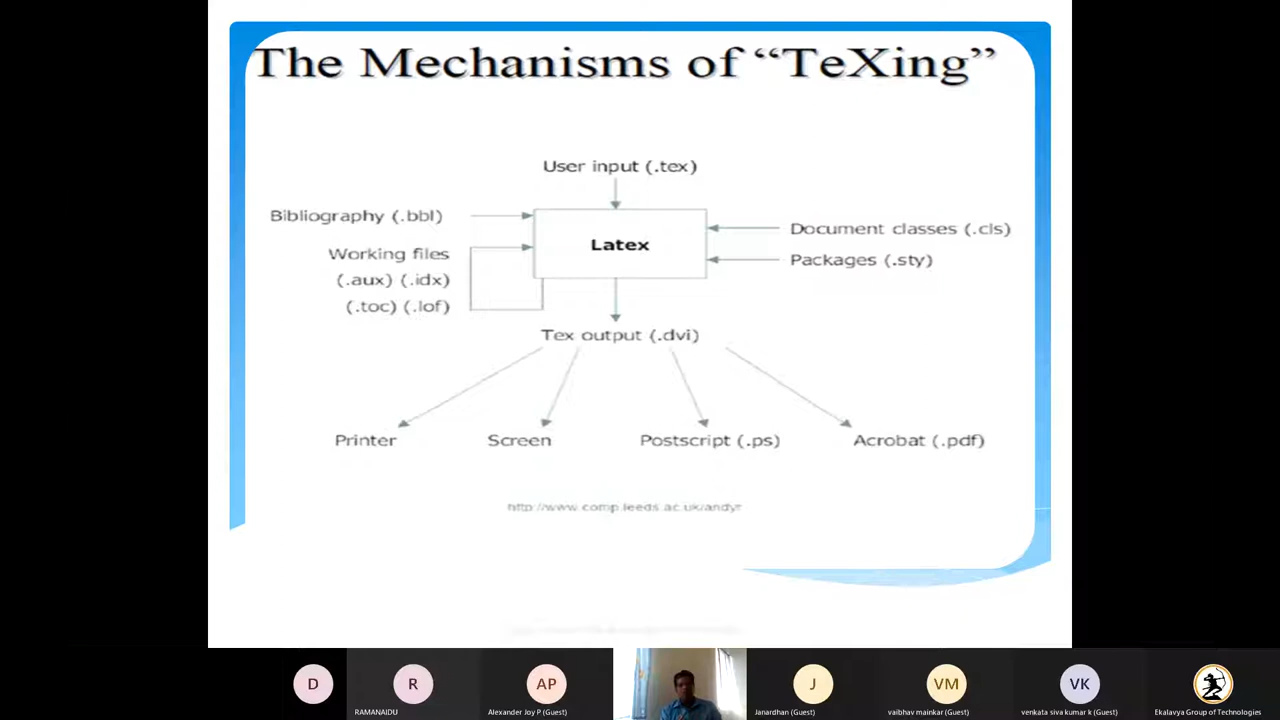 The Mechanisms of “TeXing”
User input (.tex)
Bibliography (.bbl)
Latex
Document classes (.cls)
Working files
Packages (.sty)
(.aux) (.idx)
(.toc) (.lof)
Tex output (.dvi)
Printer
Screen
Postscript (.ps)
Acrobat (.pdf)
http://www.comp.leeds.ac.uk/andyr
D
R
AP
J
VM
VK
RAMANAIDU
Alexander Joy P (Guest)
Janardhan (Guest)
vaibhav mainkar (Guest)
venkata siva kumar k (Guest)
Ekalavya Group of Technologies